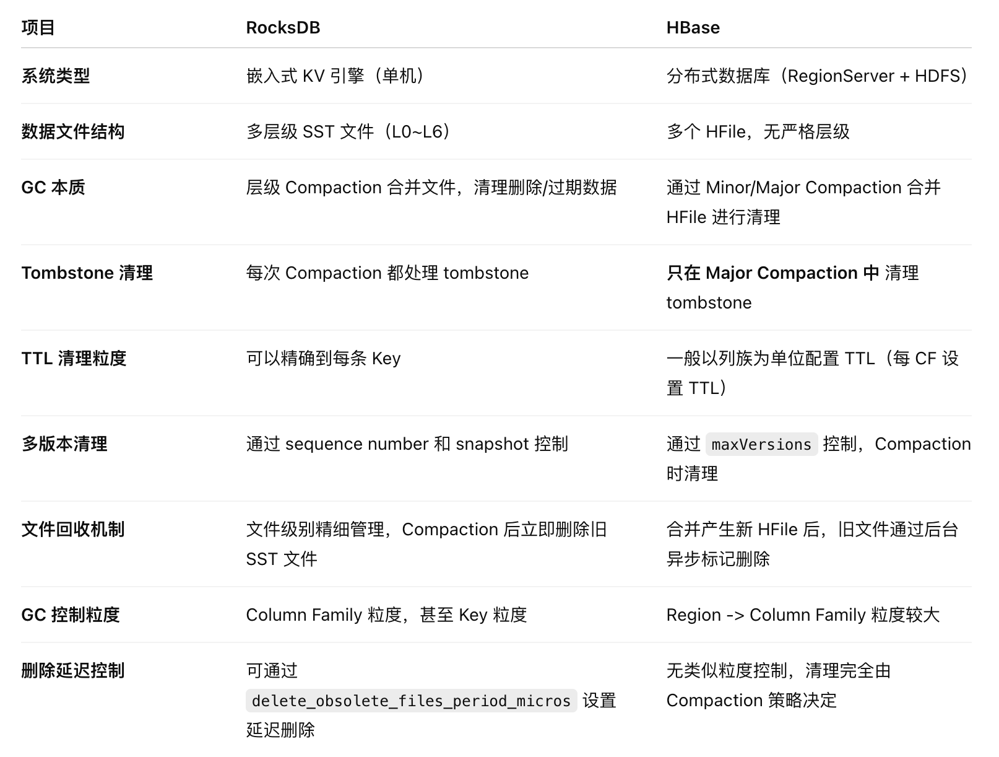 项目 RocksDB HBase
系统类型 嵌入式 KV 引擎（单机） 分布式数据库（RegionServer + HDFS）
数据文件结构 多层级 SST 文件（L0~L6） 多个 HFile，无严格层级
GC 本质 层级 Compaction 合并文件，清理删除/过期数据 通过 Minor/Major Compaction 合并
HFile 进行清理
Tombstone 清理 每次 Compaction 都处理 tombstone 只在 Major Compaction 中 清理
tombstone
TTL 清理粒度 可以精确到每条 Key 一般以列族为单位配置 TTL（每 CF 设
置 TTL）
多版本清理 通过 sequence number 和 snapshot 控制 通过 maxVersions 控制，Compaction
时清理
文件回收机制 文件级别精细管理，Compaction 后立即删除旧 合并产生新 HFile 后，旧文件通过后台
SST 文件 异步标记删除
GC 控制粒度 Column Family 粒度，甚至 Key 粒度 Region -> Column Family 粒度较大
删除延迟控制 可通过 无类似粒度控制，清理完全由
delete_obsolete_files_period_micros 设置 Compaction 策略决定
延迟删除